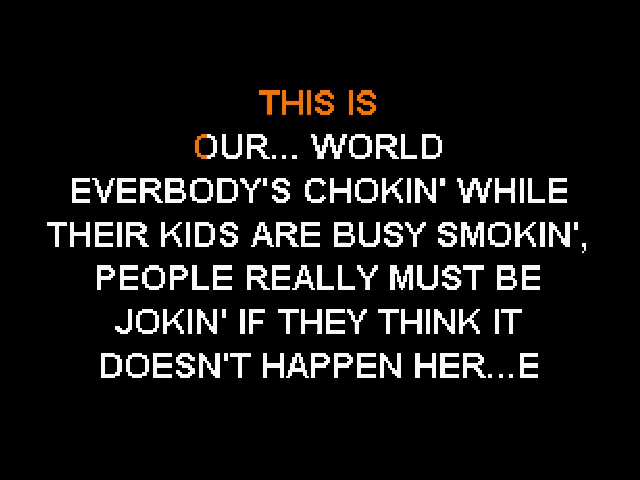 THIS IS
OUR... WORLD
EVERBODY'S CHOKIN' WHILE
THEIR KIDS ARE BUSY SMOKIN',
PEOPLE REALLY MUST BE
JOKIN' IF THEY THINK IT
DOESN'T HAPPEN HER...E